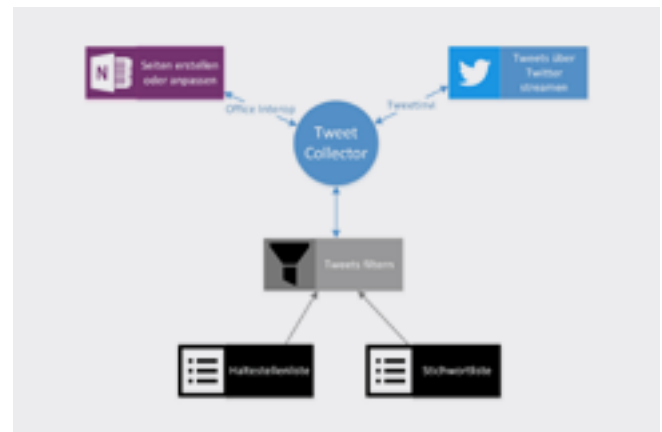 N
Seiten erstellen
oder anpassen
Tweets über
Twitter
streamen
Office Interop
Tweetinvi
Tweet
Collector
Tweets filtern
Haltestellenliste
Stichwortliste